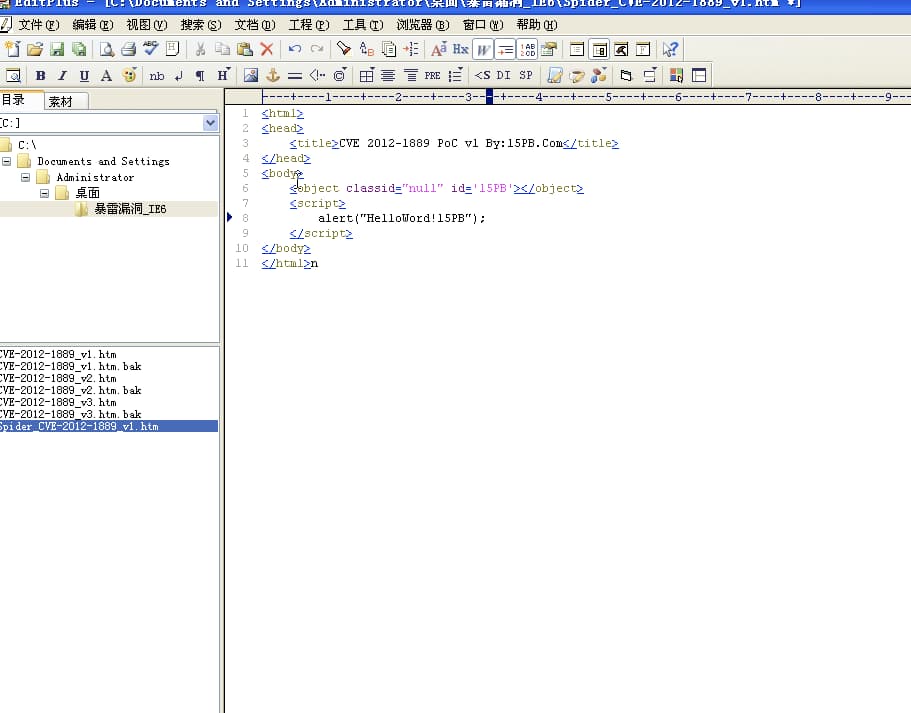 EditPlus - [C:\Documents and Settings\Administrator\桌面\暴雷漏洞_IE6\Spider_CVE-2012-1889_v1.htm *]
文件(F) 编辑(E) 视图(V) 搜索(S) 文档(D) 工程(P) 工具(T) 浏览器(B) 窗口(W) 帮助(H)
B I U A nb ¶ H PRE <S DI SP
目录 素材
[C:]
C:\
Documents and Settings
Administrator
桌面
暴雷漏洞_IE6
CVE-2012-1889_v1.htm
CVE-2012-1889_v1.htm.bak
CVE-2012-1889_v2.htm
CVE-2012-1889_v2.htm.bak
CVE-2012-1889_v3.htm
CVE-2012-1889_v3.htm.bak
Spider_CVE-2012-1889_v1.htm
----+----1----+----2----+----3----+----4----+----5----+----6----+----7----+----8----+----9--
1 <html>
2 <head>
3 <title>CVE 2012-1889 PoC v1 By:15PB.Com</title>
4 </head>
5 <body>
6 <object classid="null" id='15PB'></object>
7 <script>
8 alert("HelloWord!15PB");
9 </script>
10 </body>
11 </html>n